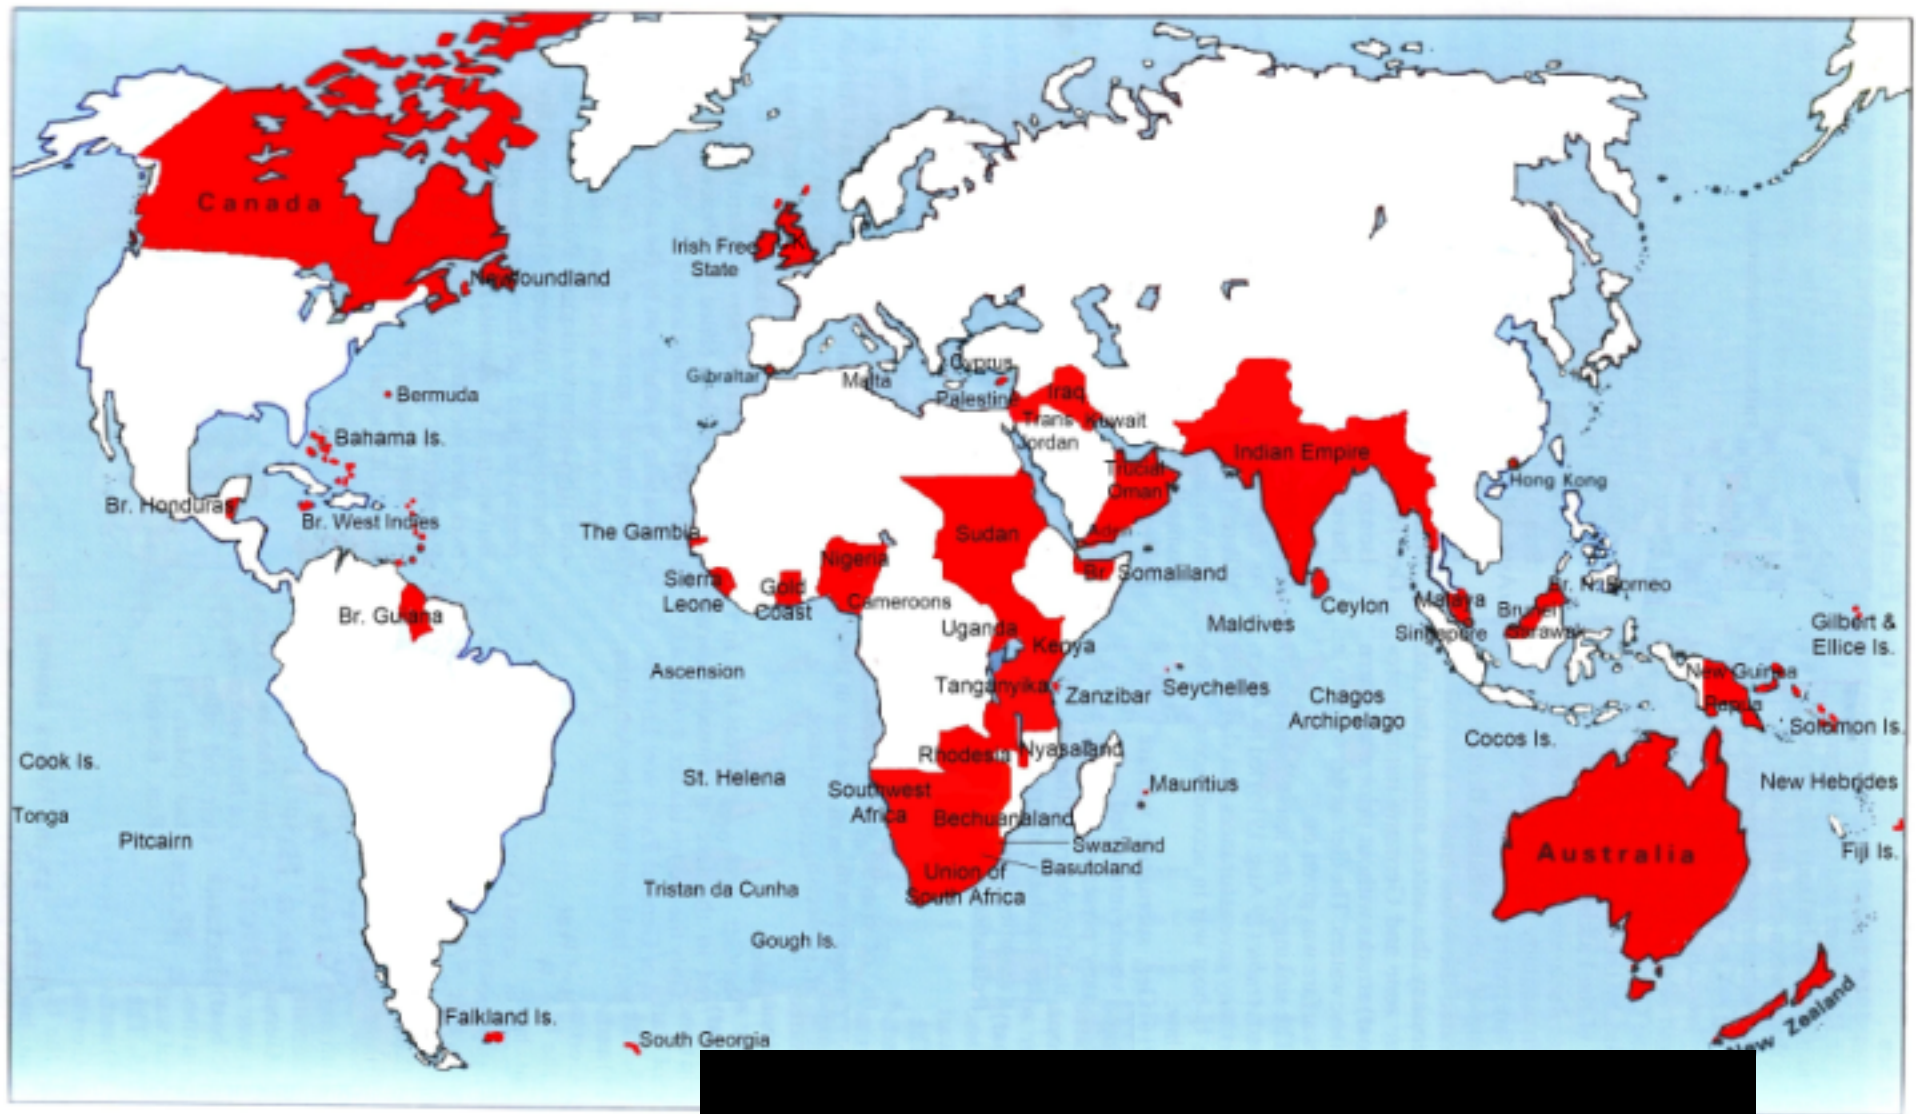 Canada
Newfoundland
Irish Free
State
UK
Bermuda
Gibraltar
Malta
Cyprus
Palestine
Iraq
Trans
Jordan
Kuwait
Bahama Is.
Indian Empire
Trucial
Oman
Hong Kong
Br. Honduras
Br. West Indies
The Gambia
Sudan
Aden
Nigeria
Sierra
Leone
Gold
Coast
Br. Somaliland
Br. N. Borneo
Br. Guiana
Cameroons
Ceylon
Malaya
Brunei
Singapore
Sarawak
Maldives
Uganda
Kenya
Gilbert &
Ellice Is.
Ascension
Tanganyika
Zanzibar
Seychelles
Chagos
Archipelago
New Guinea
Papua
Solomon Is.
Cocos Is.
Cook Is.
Rhodesia
Nyasaland
St. Helena
Mauritius
New Hebrides
Southwest
Africa
Tonga
Bechuanaland
Pitcairn
Swaziland
Fiji Is.
Australia
Basutoland
Union of
South Africa
Tristan da Cunha
Gough Is.
Falkland Is.
South Georgia
New Zealand